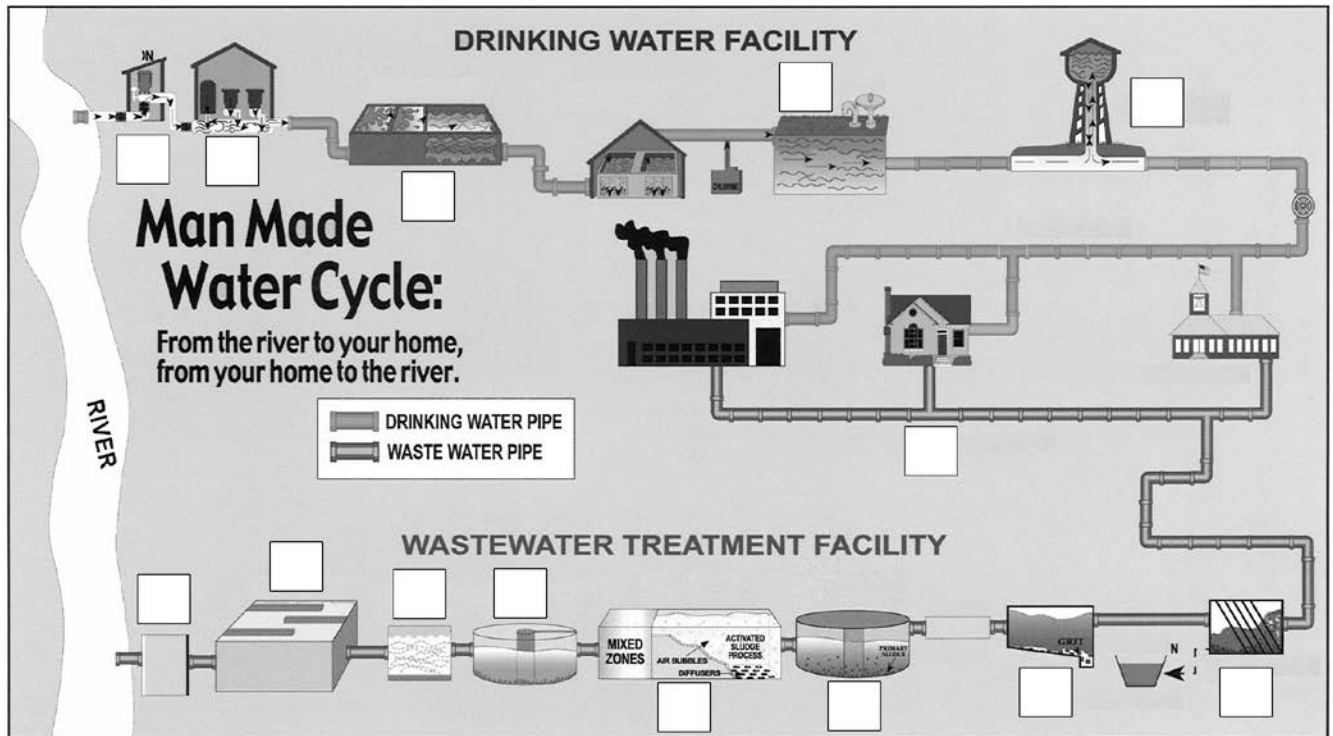 DRINKING WATER FACILITY
N
CHLORINE
Man Made
Water Cycle:
From the river to your home,
from your home to the river.
DRINKING WATER PIPE
WASTE WATER PIPE
RIVER
WASTEWATER TREATMENT FACILITY
MIXED
ZONES
ACTIVATED
SLUDGE
PROCESS
AIR BUBBLES
DIFFUSERS
PRIMARY
SLUDGE
GRIT
N